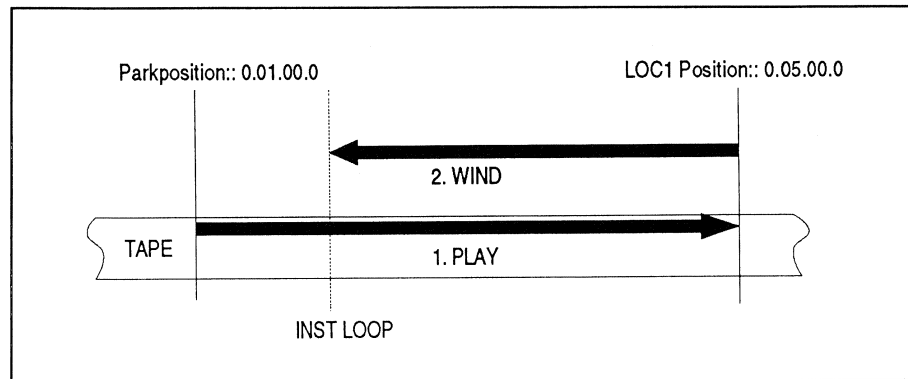 Parkposition:: 0.01.00.0
LOC1 Position:: 0.05.00.0
2. WIND
TAPE
1. PLAY
INST LOOP